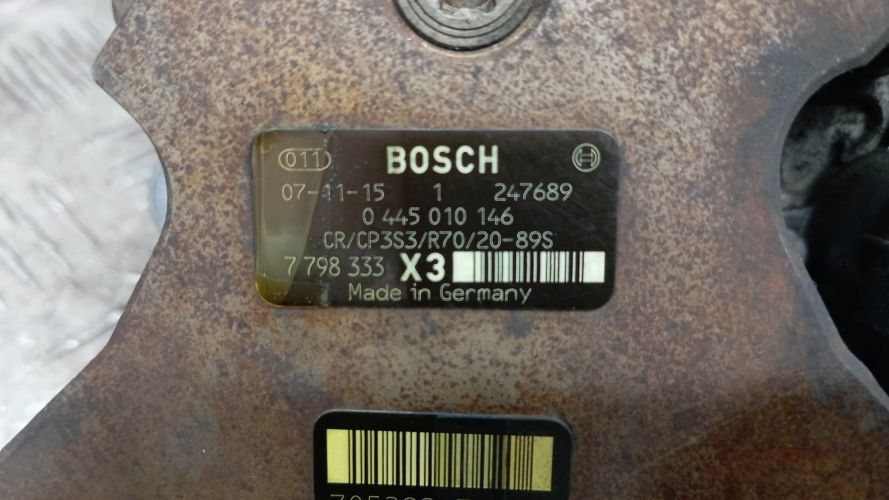 011 BOSCH
07-11-15 1 247689
0 445 010 146
CR/CP3S3/R70/20-89S
7 798 333 X3
Made in Germany